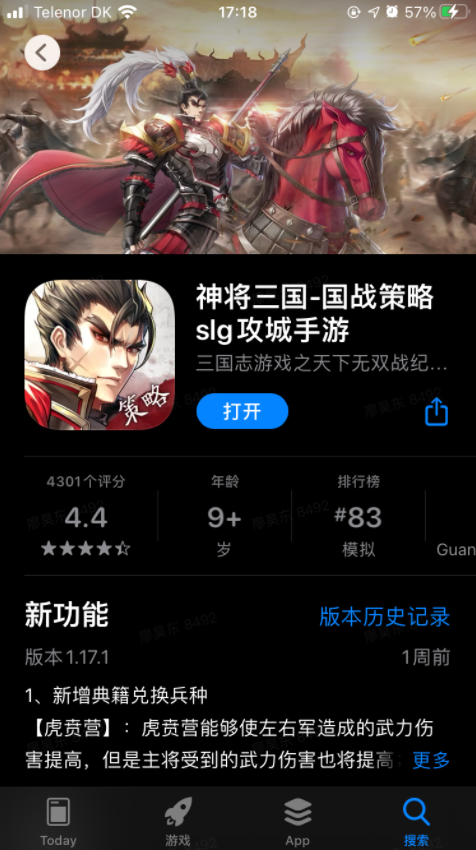 Telenor DK
17:18
57%
神将三国-国战策略
slg攻城手游
三国志游戏之天下无双战纪...
打开
策略
4301个评分
年龄
排行榜
4.4
9+
#83
岁
模拟
Guan
新功能
版本历史记录
版本1.17.1
1周前
1、新增典籍兑换兵种
【虎贲营】：虎贲营能够使左右军造成的武力伤
害提高，但是主将受到的武力伤害也将提高；
更多
Today
游戏
App
搜索